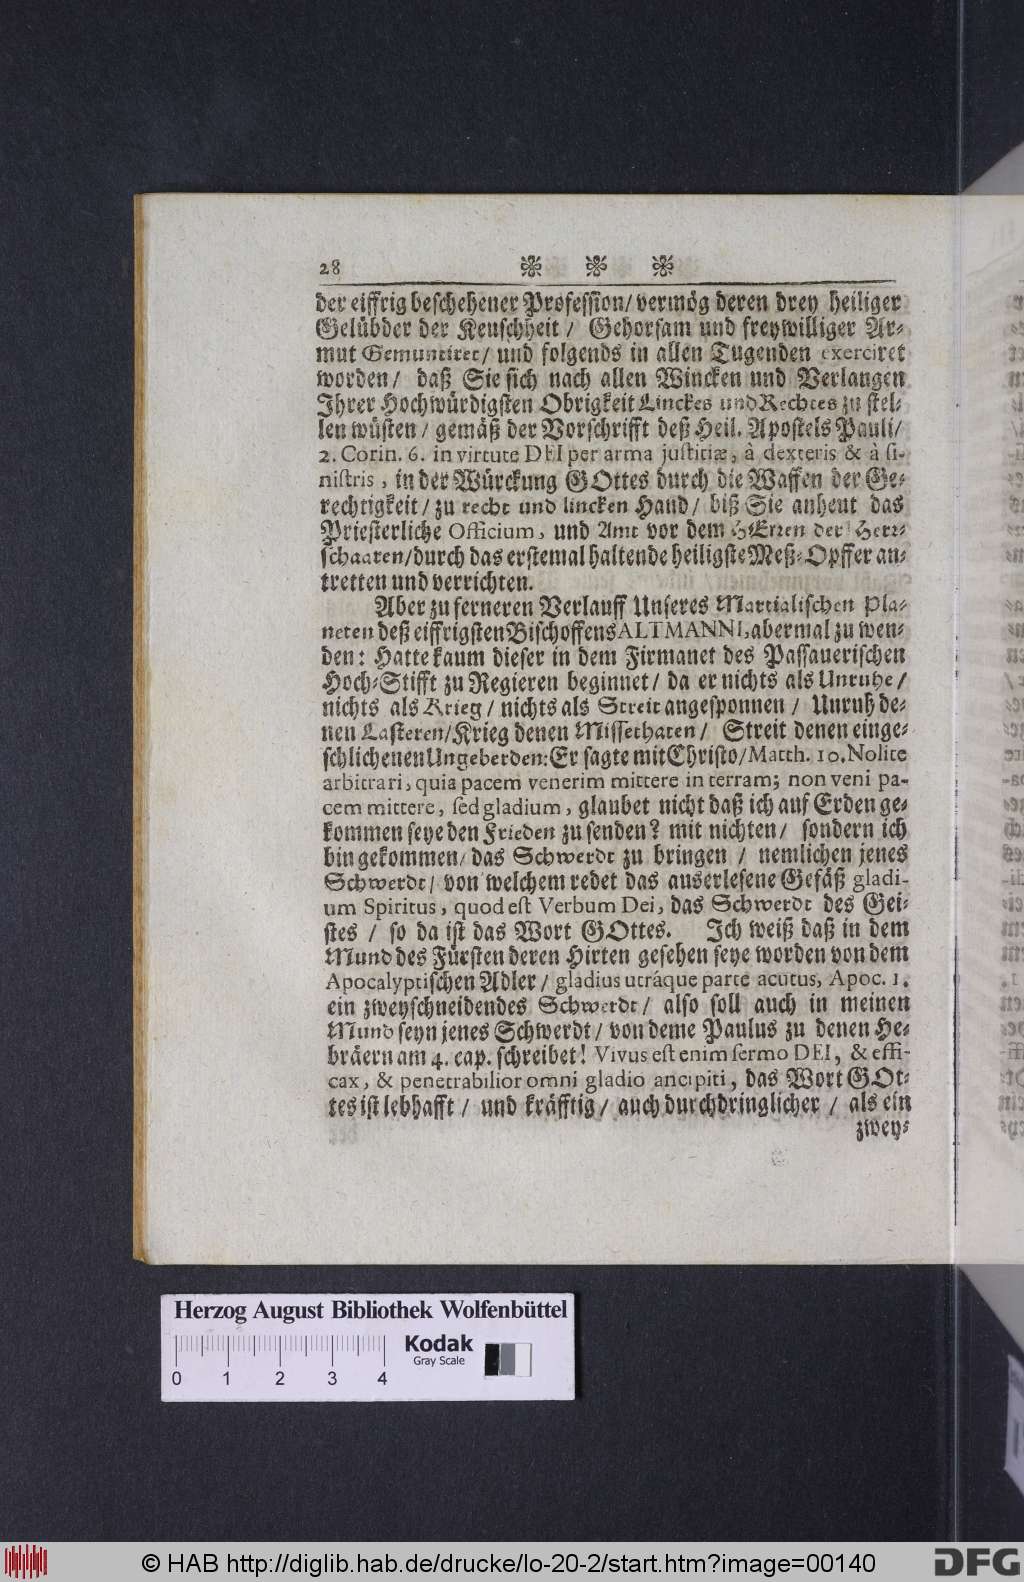 28
der eiffrig beschehener Profession/ vermög deren drey heiliger
Gelübder der Keuschheit / Gehorsam und freywilliger Ar-
mut Gemuntiret/ und folgends in allen Tugenden exerciret
worden/ daß Sie sich nach allen Wincken und Verlangen
Ihrer Hochwürdigsten Obrigkeit Linckes und Rechtes zu stel-
len wüsten / gemäß der Vorschrifft deß Heil. Apostels Pauli/
2. Corin. 6. in virtute DEI per arma justitiæ, à dexteris & à si-
nistris, in der Würckung GOttes durch die Waffen der Ge-
rechtigkeit / zu recht und lincken Hand/ biß Sie anheut das
Priesterliche Officium, und Amt vor dem HErren der Herr-
schaaren/ durch das erstemal haltende heiligste Meß-Opffer an-
tretten und verrichten.
Aber zu ferneren Verlauff Unseres Martialischen Pla-
neten deß eiffrigsten Bischoffens ALTMANNI, abermal zu wen-
den: Hatte kaum dieser in dem Firmanet des Passauerischen
Hoch-Stifft zu Regieren beginnet/ da er nichts als Unruhe /
nichts als Krieg/ nichts als Streit angesponnen / Unruh de-
nen Lasteren/ Krieg denen Missethaten / Streit denen einge-
schlichenen Ungeberden: Er sagte mit Christo/ Matth. 10. Nolite
arbitrari, quia pacem venerim mittere in terram; non veni pa-
cem mittere, sed gladium, glaubet nicht daß ich auf Erden ge-
kommen seye den Frieden zu senden? mit nichten/ sondern ich
bin gekommen/ das Schwerdt zu bringen / nemlichen jenes
Schwerdt/ von welchem redet das auserlesene Gefäß gladi-
um Spiritus, quod est Verbum Dei, das Schwerdt des Gei-
stes / so da ist das Wort GOttes. Ich weiß daß in dem
Mund des Fürsten deren Hirten gesehen seye worden von dem
Apocalyptischen Adler / gladius utráque parte acutus, Apoc. 1.
ein zweyschneidendes Schwerdt/ also soll auch in meinen
Mund seyn jenes Schwerdt/ von deme Paulus zu denen He-
bräern am 4. cap. schreibet! Vivus est enim sermo DEI, & effi-
cax, & penetrabilior omni gladio ancipiti, das Wort GOt-
tes ist lebhafft / und kräfftig/ auch durchdringlicher / als ein
zwey-
Herzog August Bibliothek Wolfenbüttel
Kodak
Gray Scale
0 1 2 3 4
© HAB http://diglib.hab.de/drucke/lo-20-2/start.htm?image=00140
DFG